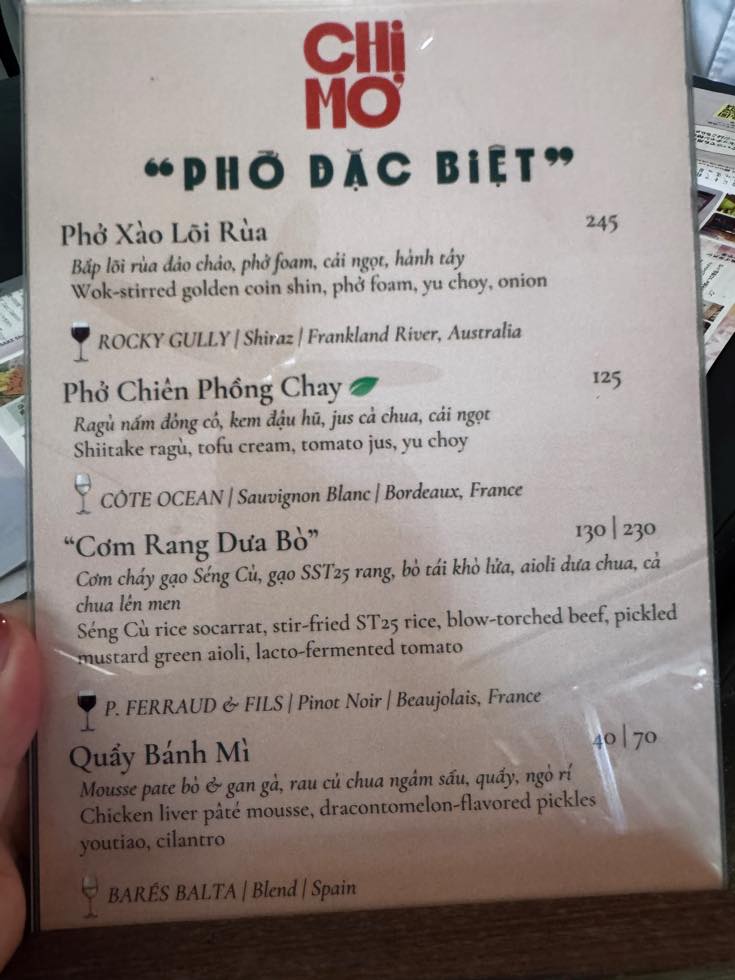 CHỊ
MƠ
“PHỞ ĐẶC BIỆT”
Phở Xào Lõi Rùa 245
Bắp lõi rùa đảo chảo, phở foam, cải ngọt, hành tây
Wok-stirred golden coin shin, phở foam, yu choy, onion
ROCKY GULLY | Shiraz | Frankland River, Australia
Phở Chiên Phồng Chay 125
Ragù nấm đông cô, kem đậu hũ, jus cà chua, cải ngọt
Shiitake ragù, tofu cream, tomato jus, yu choy
CÔTE OCEAN | Sauvignon Blanc | Bordeaux, France
“Cơm Rang Dưa Bò” 130 | 230
Cơm cháy gạo Séng Cù, gạo SST25 rang, bò tái khò lửa, aioli dưa chua, cà
chua lên men
Séng Cù rice socarrat, stir-fried ST25 rice, blow-torched beef, pickled
mustard green aioli, lacto-fermented tomato
P. FERRAUD & FILS | Pinot Noir | Beaujolais, France
Quẩy Bánh Mì 40 | 70
Mousse pate bò & gan gà, rau củ chua ngâm sấu, quẩy, ngò rí
Chicken liver pâté mousse, dracontomelon-flavored pickles
youtiao, cilantro
BARÉS BALTA | Blend | Spain